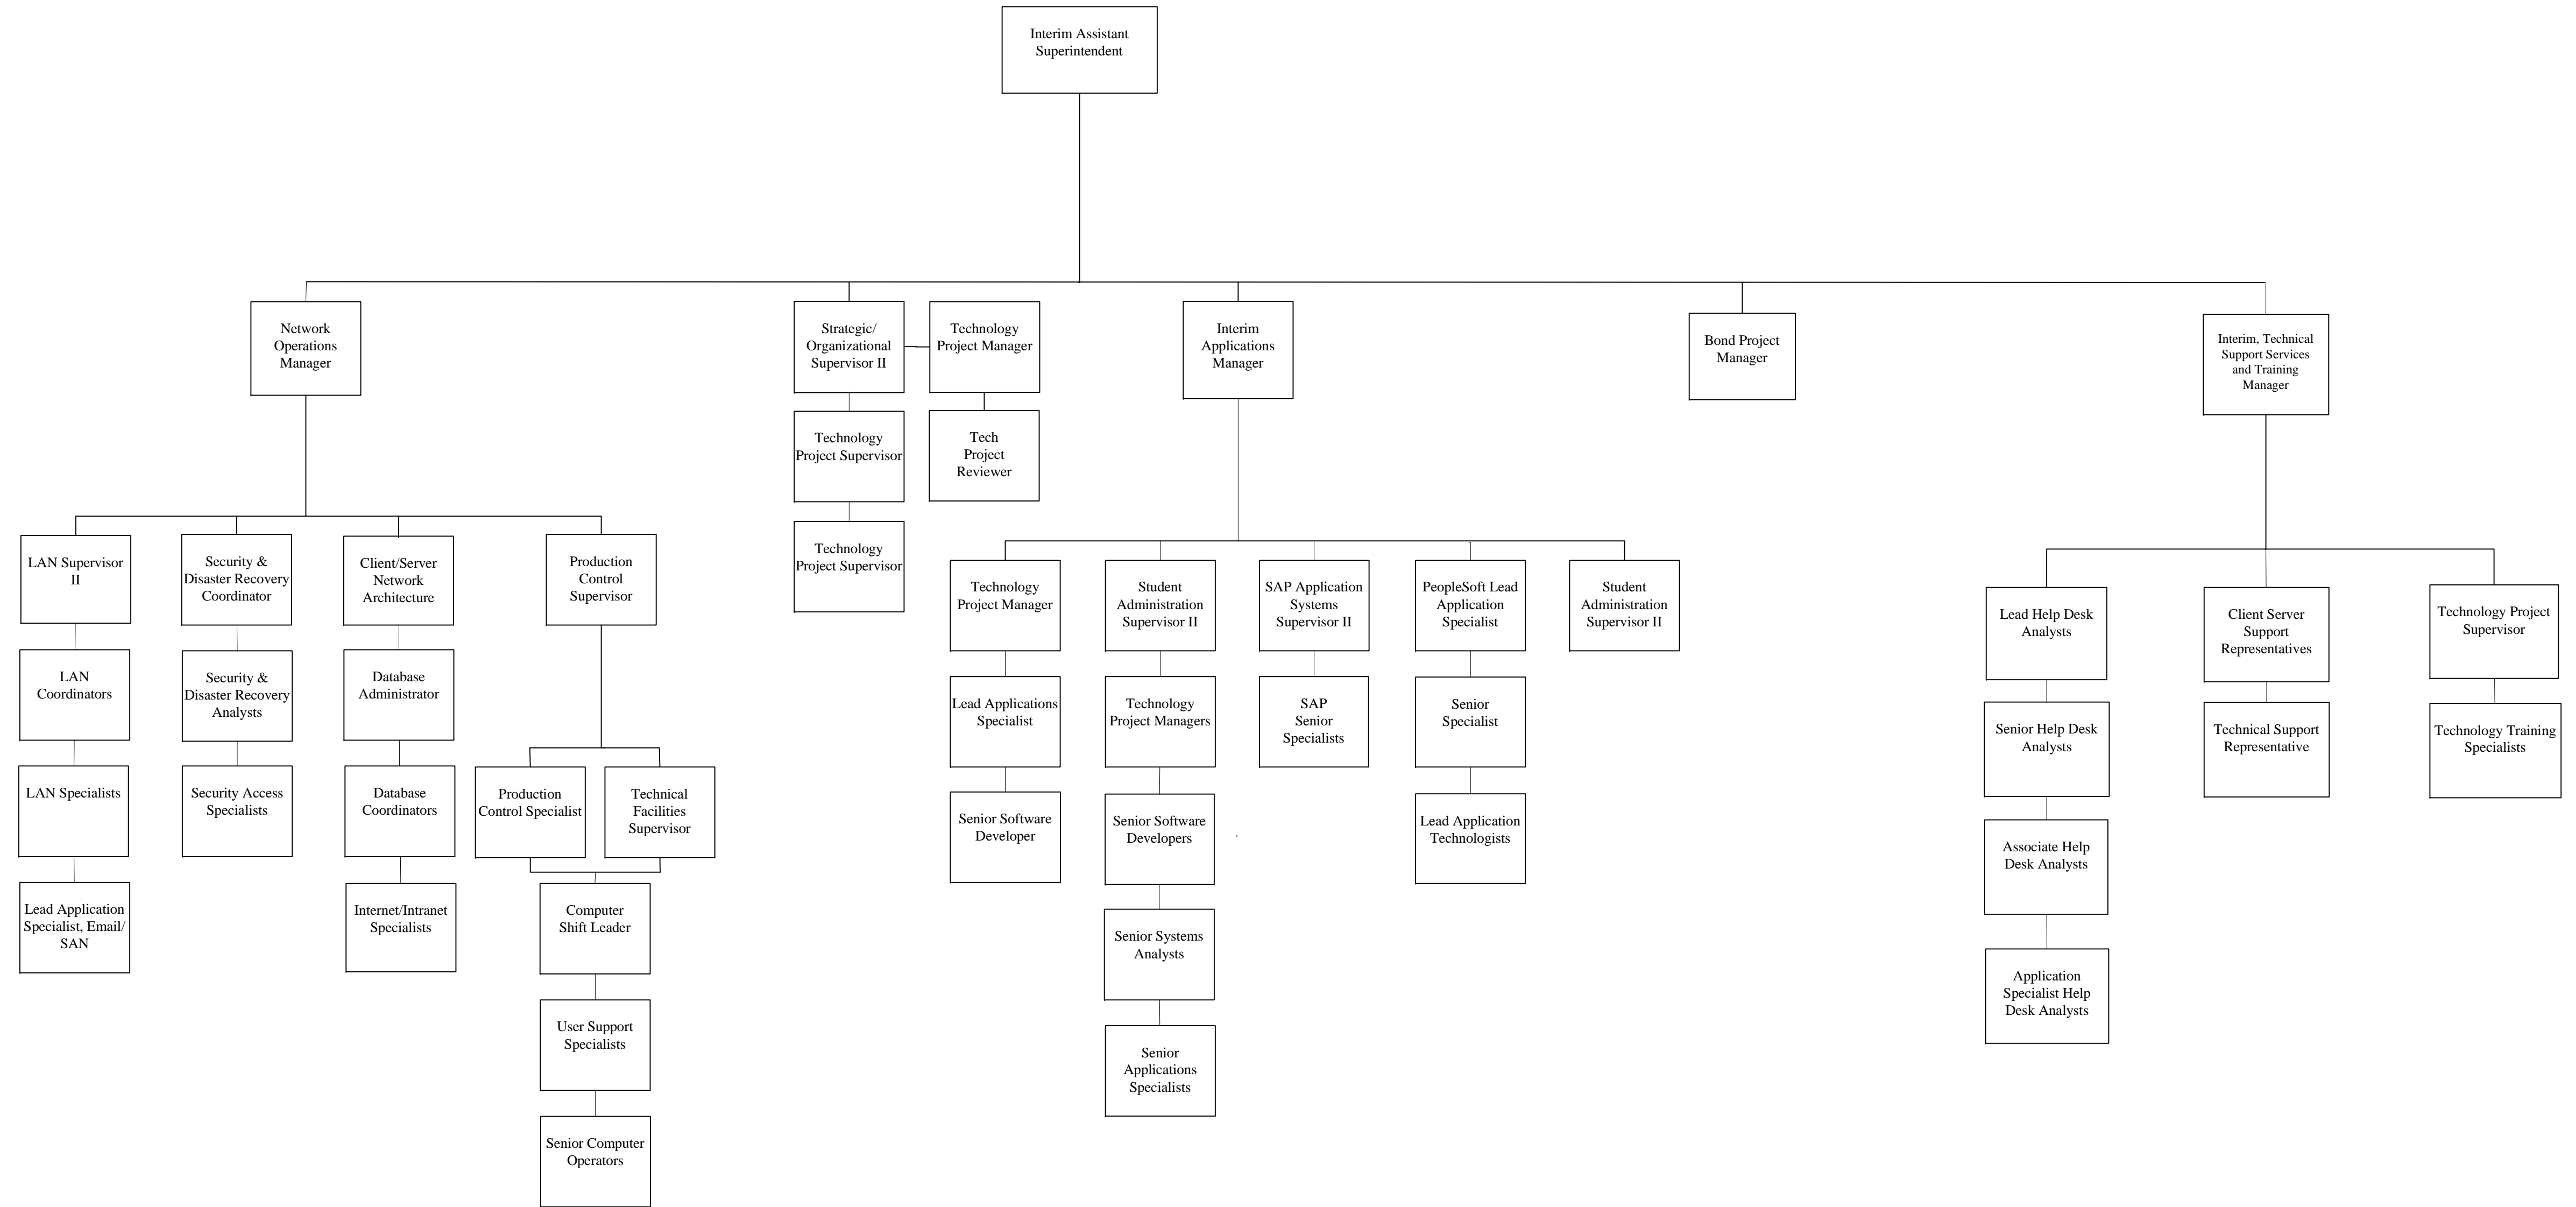 Interim Assistant
Superintendent
Network
Operations
Manager
Strategic/
Organizational
Supervisor II
Technology
Project Manager
Interim
Applications
Manager
Bond Project
Manager
Interim, Technical
Support Services
and Training
Manager
Technology
Project Supervisor
Tech
Project
Reviewer
Technology
Project Supervisor
LAN Supervisor
II
Security &
Disaster Recovery
Coordinator
Client/Server
Network
Architecture
Production
Control
Supervisor
Technology
Project Manager
Student
Administration
Supervisor II
SAP Application
Systems
Supervisor II
PeopleSoft Lead
Application
Specialist
Student
Administration
Supervisor II
Lead Help Desk
Analysts
Client Server
Support
Representatives
Technology Project
Supervisor
LAN
Coordinators
Security &
Disaster Recovery
Analysts
Database
Administrator
Lead Applications
Specialist
Technology
Project Managers
SAP
Senior
Specialists
Senior
Specialist
Senior Help Desk
Analysts
Technical Support
Representative
Technology Training
Specialists
LAN Specialists
Security Access
Specialists
Database
Coordinators
Production
Control Specialist
Technical
Facilities
Supervisor
Senior Software
Developer
Senior Software
Developers
Lead Application
Technologists
Associate Help
Desk Analysts
Lead Application
Specialist, Email/
SAN
Internet/Intranet
Specialists
Computer
Shift Leader
Senior Systems
Analysts
Application
Specialist Help
Desk Analysts
User Support
Specialists
Senior
Applications
Specialists
Senior Computer
Operators